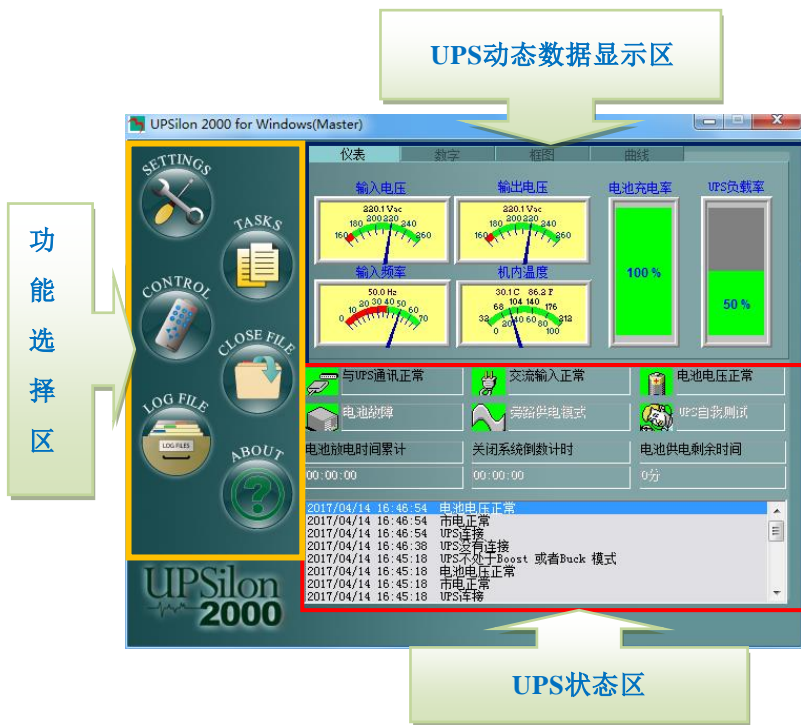 UPS动态数据显示区
UPSilon 2000 for Windows(Master)
仪表 数字 框图 曲线
SETTINGS
TASKS
CONTROL
CLOSE FILE
LOG FILE
LOG FILES
ABOUT
功能选择区
输入电压
220.1 Vac
160 180 200 220 240 260
输出电压
220.1 Vac
160 180 200 220 240 260
电池充电率
100 %
UPS负载率
50 %
输入频率
50.0 Hz
0 10 20 30 40 50 60 70
机内温度
30.1 C 86.2 F
32 68 104 140 176 212
0 20 40 60 80 100
与UPS通讯正常
交流输入正常
电池电压正常
电池故障
旁路供电模式
UPS自我测试
电池放电时间累计
关闭系统倒数计时
电池供电剩余时间
00:00:00
00:00:00
0分
2017/04/14 16:46:54 电池电压正常
2017/04/14 16:46:54 市电正常
2017/04/14 16:46:54 UPS连接
2017/04/14 16:46:38 UPS没有连接
2017/04/14 16:45:18 UPS不处于Boost 或者Buck 模式
2017/04/14 16:45:18 电池电压正常
2017/04/14 16:45:18 市电正常
2017/04/14 16:45:18 UPS连接
UPSilon
2000
UPS状态区